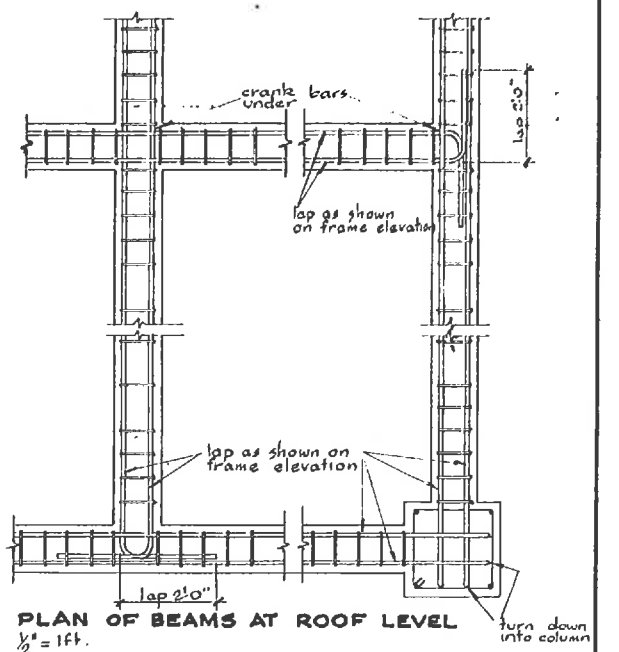 crank bars
under
lap 2'0"
lap as shown
on frame elevation
lap as shown on
frame elevation
lap 2'0"
PLAN OF BEAMS AT ROOF LEVEL
½" = 1ft.
turn down
into column